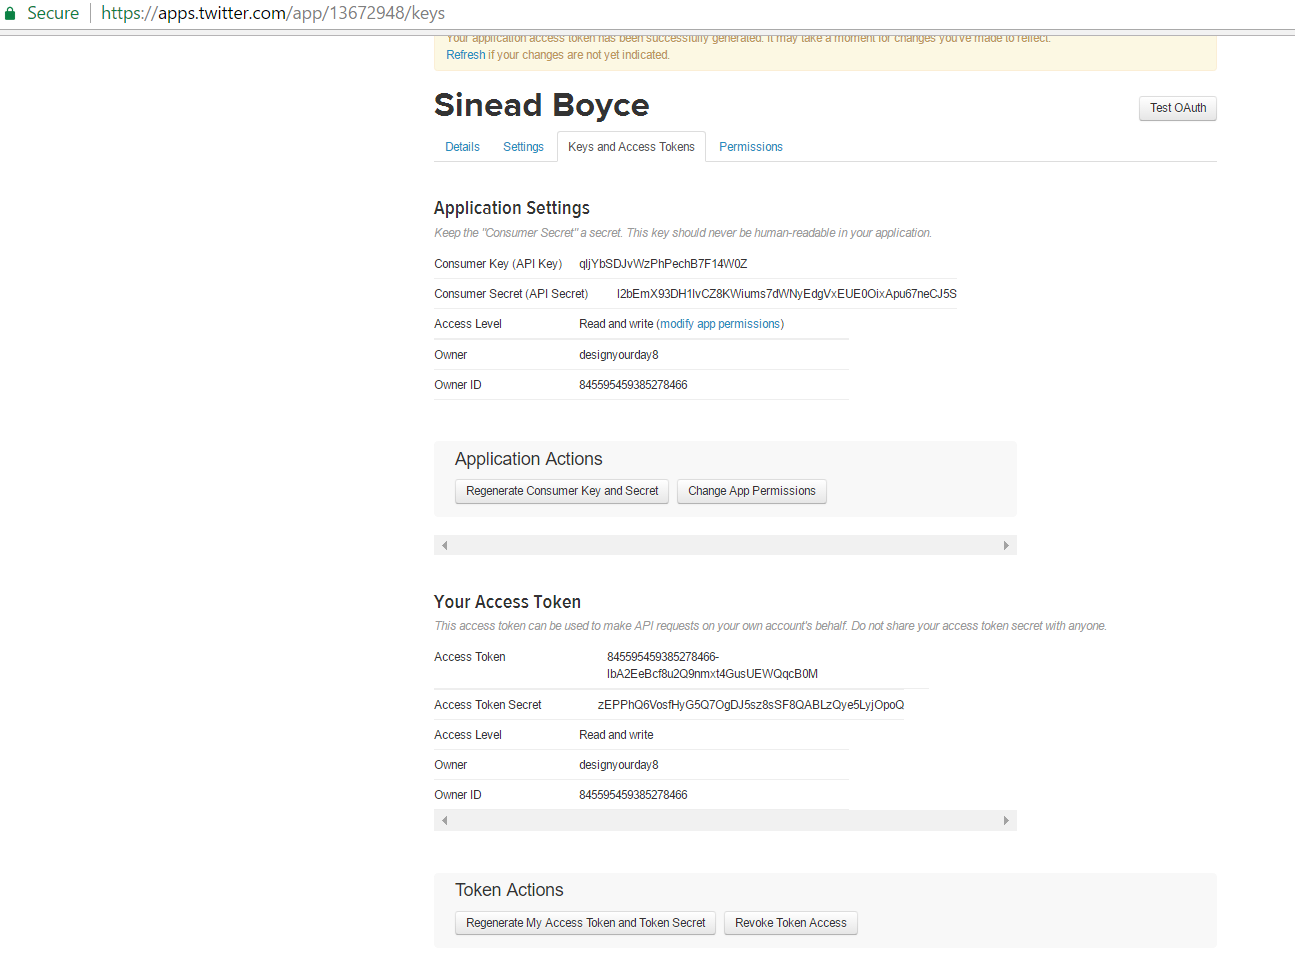 Secure https://apps.twitter.com/app/13672948/keys
Your application access token has been successfully generated. It may take a moment for changes you've made to reflect.
Refresh if your changes are not yet indicated.
Sinead Boyce
Test OAuth
Details Settings Keys and Access Tokens Permissions
Application Settings
Keep the "Consumer Secret" a secret. This key should never be human-readable in your application.
Consumer Key (API Key)
Consumer Secret (API Secret)
Access Level Read and write (modify app permissions)
Owner designyourday8
Owner ID 845595459385278466
Application Actions
Regenerate Consumer Key and Secret Change App Permissions
Your Access Token
This access token can be used to make API requests on your own account's behalf. Do not share your access token secret with anyone.
Access Token 845595459385278466-
Access Token Secret
Access Level Read and write
Owner designyourday8
Owner ID 845595459385278466
Token Actions
Regenerate My Access Token and Token Secret Revoke Token Access